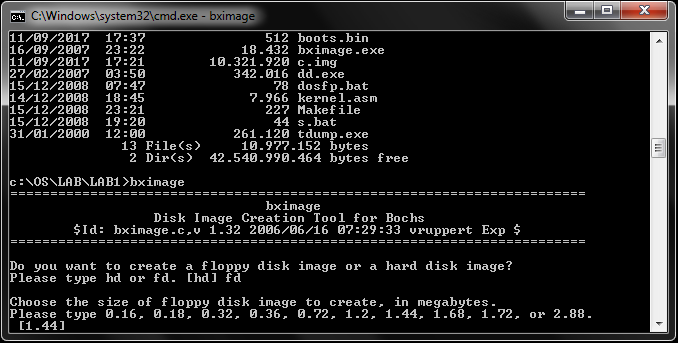 C:\Windows\system32\cmd.exe - bximage
11/09/2017  17:37               512 boots.bin
16/09/2007  23:22            18.432 bximage.exe
11/09/2017  17:21        10.321.920 c.img
27/02/2007  03:50           342.016 dd.exe
15/12/2008  07:47                78 dosfp.bat
14/12/2008  18:45             7.966 kernel.asm
15/12/2008  23:21               227 Makefile
15/12/2008  19:20                44 s.bat
31/01/2000  12:00           261.120 tdump.exe
              13 File(s)     10.977.152 bytes
               2 Dir(s)  42.540.990.464 bytes free
c:\OS\LAB\LAB1>bximage
========================================================================
                                bximage
                  Disk Image Creation Tool for Bochs
        $Id: bximage.c,v 1.32 2006/06/16 07:29:33 vruppert Exp $
========================================================================
Do you want to create a floppy disk image or a hard disk image?
Please type hd or fd. [hd] fd
Choose the size of floppy disk image to create, in megabytes.
Please type 0.16, 0.18, 0.32, 0.36, 0.72, 1.2, 1.44, 1.68, 1.72, or 2.88.
 [1.44]